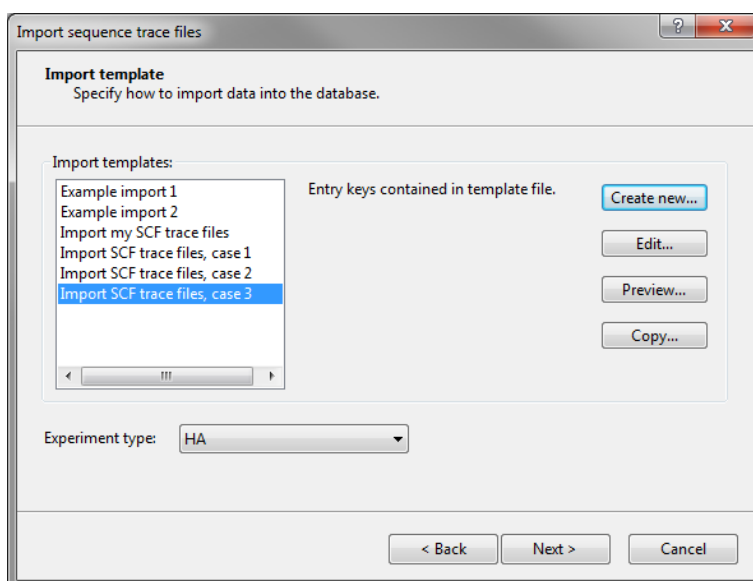 Import sequence trace files
?
X
Import template
Specify how to import data into the database.
Import templates:
Example import 1
Example import 2
Import my SCF trace files
Import SCF trace files, case 1
Import SCF trace files, case 2
Import SCF trace files, case 3
Entry keys contained in template file.
Create new...
Edit...
Preview...
Copy...
Experiment type:
HA
< Back
Next >
Cancel